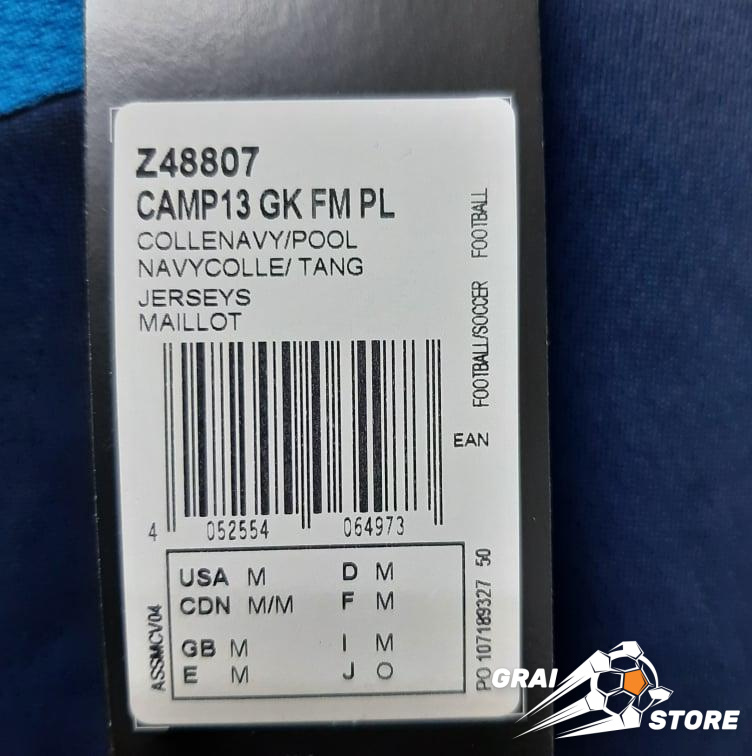 Z48807
CAMP13 GK FM PL
COLLENAVY/POOL
NAVYCOLLE/ TANG
JERSEYS
MAILLOT
FOOTBALL/SOCCER FOOTBALL
EAN
4 052554 064973
USA M D M
CDN M/M F M
GB M I M
E M J O
ASSMCV04
PO 107189327 50
GRAI
STORE